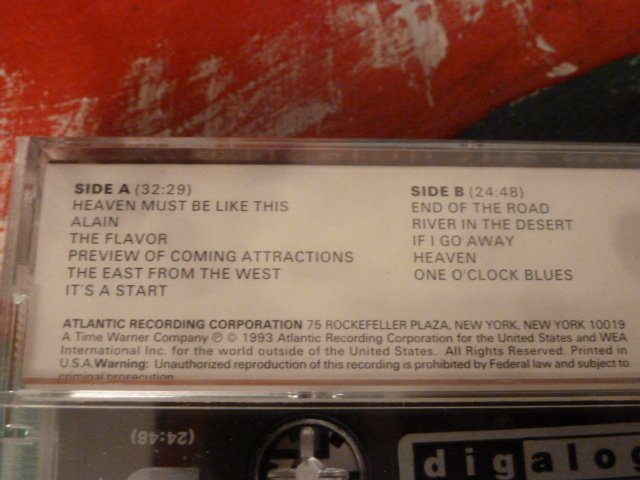 SIDE A (32:29)
HEAVEN MUST BE LIKE THIS
ALAIN
THE FLAVOR
PREVIEW OF COMING ATTRACTIONS
THE EAST FROM THE WEST
IT'S A START
SIDE B (24:48)
END OF THE ROAD
RIVER IN THE DESERT
IF I GO AWAY
HEAVEN
ONE O'CLOCK BLUES
ATLANTIC RECORDING CORPORATION 75 ROCKEFELLER PLAZA, NEW YORK, NEW YORK 10019
A Time Warner Company ℗ © 1993 Atlantic Recording Corporation for the United States and WEA
International Inc. for the world outside of the United States. All Rights Reserved. Printed in
U.S.A. Warning: Unauthorized reproduction of this recording is prohibited by Federal law and subject to
criminal prosecution.
(24:48)
digalog